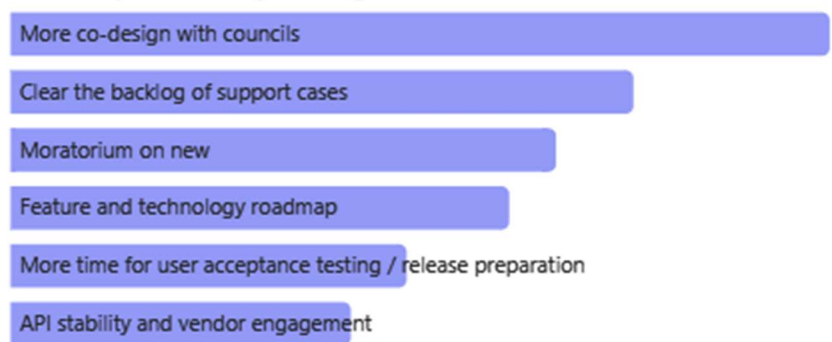 More co-design with councils
Clear the backlog of support cases
Moratorium on new
Feature and technology roadmap
More time for user acceptance testing / release preparation
API stability and vendor engagement